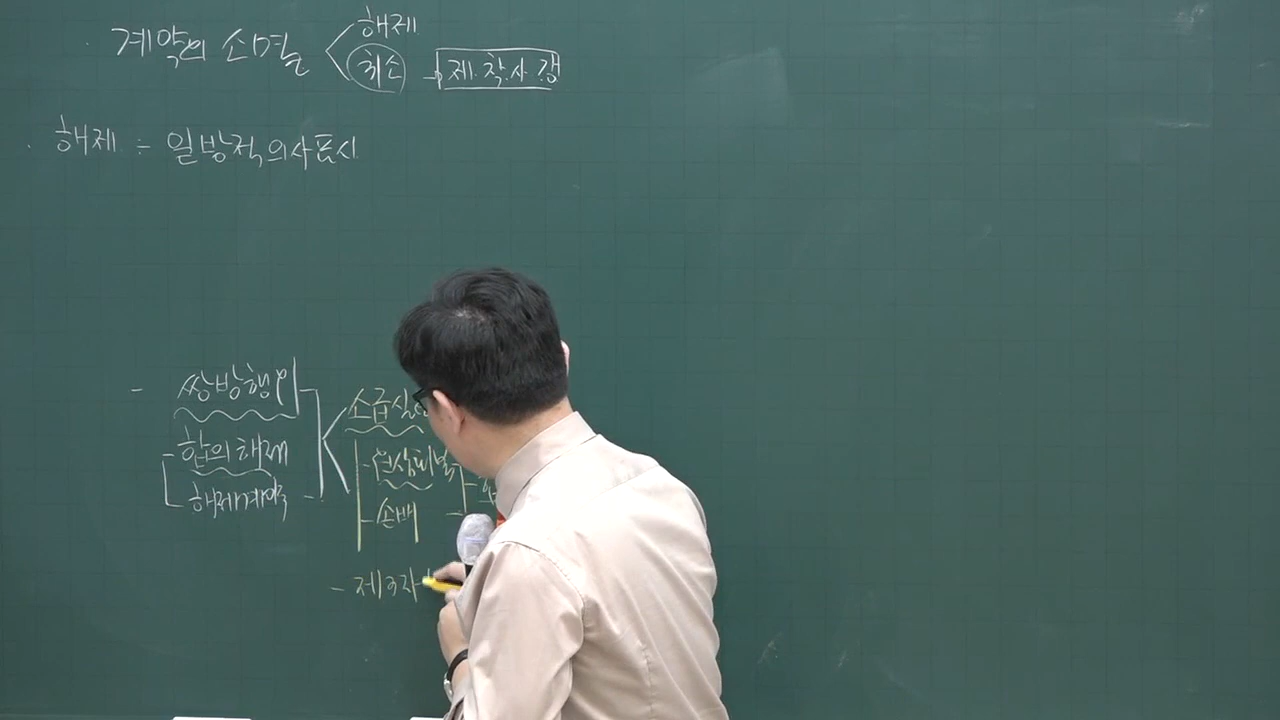 계약의 소멸
해제
취소 → 제.착.사.강
해제 = 일방적 의사표시
- 쌍방행위
합의해제
해제계약
소급실
원상회복
손배
- 제3자